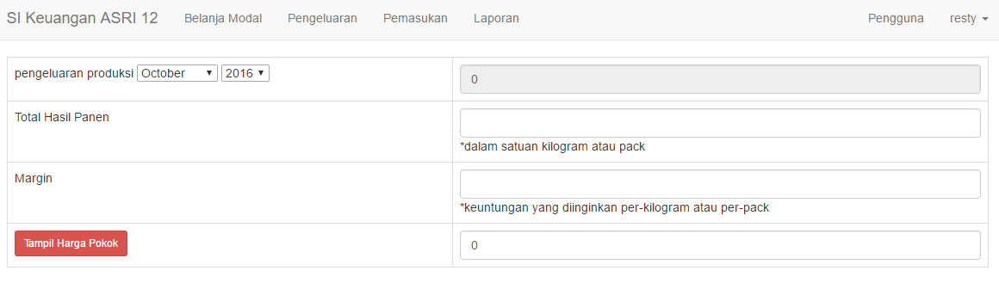 SI Keuangan ASRI 12 Belanja Modal Pengeluaran Pemasukan Laporan Pengguna resty
pengeluaran produksi October 2016 0
Total Hasil Panen
*dalam satuan kilogram atau pack
Margin
*keuntungan yang diinginkan per-kilogram atau per-pack
Tampil Harga Pokok 0